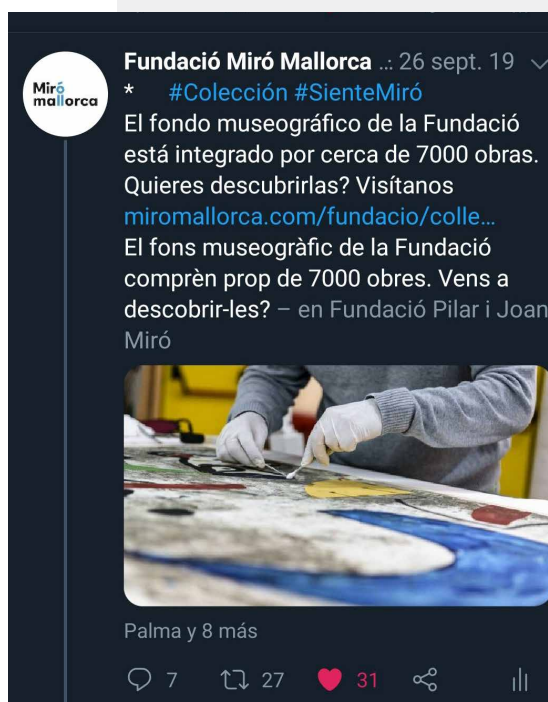 Miró
mallorca
Fundació Miró Mallorca ... 26 sept. 19
* #Colección #SienteMiró
El fondo museográfico de la Fundació
está integrado por cerca de 7000 obras.
Quieres descubrirlas? Visítanos
miromallorca.com/fundacio/colle...
El fons museogràfic de la Fundació
comprèn prop de 7000 obres. Vens a
descobrir-les? – en Fundació Pilar i Joan
Miró
Palma y 8 más
7 27 31